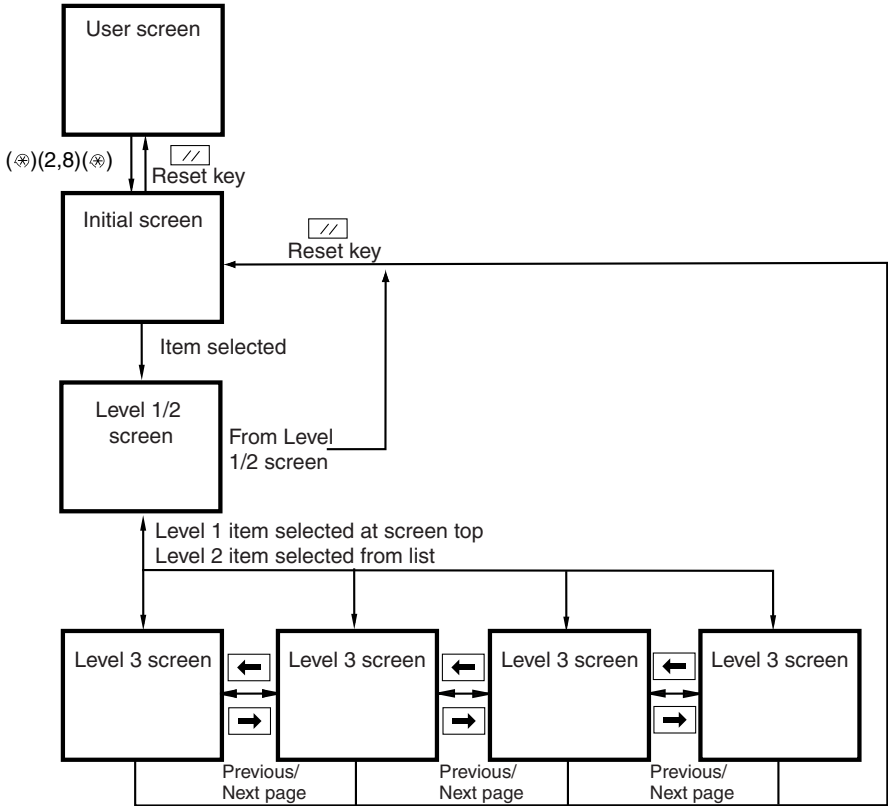 User screen
(⊛)(2,8)(⊛)
//
Reset key
Initial screen
//
Reset key
Item selected
Level 1/2
screen
From Level
1/2 screen
Level 1 item selected at screen top
Level 2 item selected from list
Level 3 screen
Level 3 screen
Level 3 screen
Level 3 screen
Previous/
Next page
Previous/
Next page
Previous/
Next page